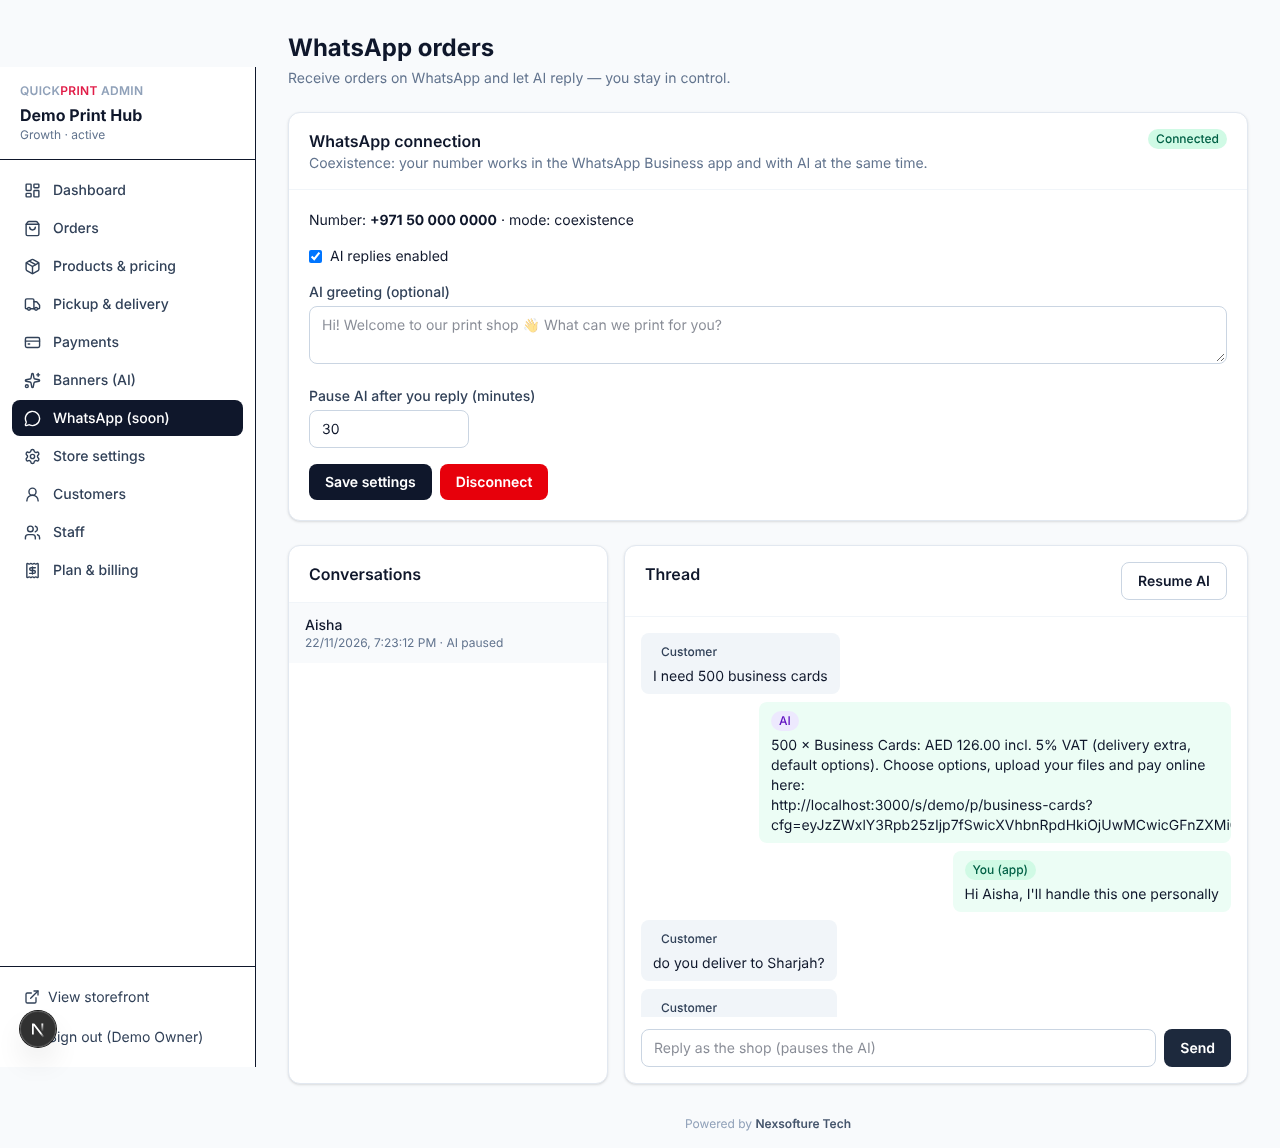 QUICKPRINT ADMIN
Demo Print Hub
Growth · active
Dashboard
Orders
Products & pricing
Pickup & delivery
Payments
Banners (AI)
WhatsApp (soon)
Store settings
Customers
Staff
Plan & billing
View storefront
N
Sign out (Demo Owner)
WhatsApp orders
Receive orders on WhatsApp and let AI reply — you stay in control.
WhatsApp connection
Connected
Coexistence: your number works in the WhatsApp Business app and with AI at the same time.
Number: +971 50 000 0000 · mode: coexistence
AI replies enabled
AI greeting (optional)
Hi! Welcome to our print shop 👋 What can we print for you?
Pause AI after you reply (minutes)
30
Save settings
Disconnect
Conversations
Aisha
22/11/2026, 7:23:12 PM · AI paused
Thread
Resume AI
Customer
I need 500 business cards
AI
500 × Business Cards: AED 126.00 incl. 5% VAT (delivery extra,
default options). Choose options, upload your files and pay online
here:
http://localhost:3000/s/demo/p/business-cards?
Y
You (app)
Hi Aisha, I'll handle this one personally
Customer
do you deliver to Sharjah?
Customer
Reply as the shop (pauses the AI)
Send
Powered by Nexsofture Tech